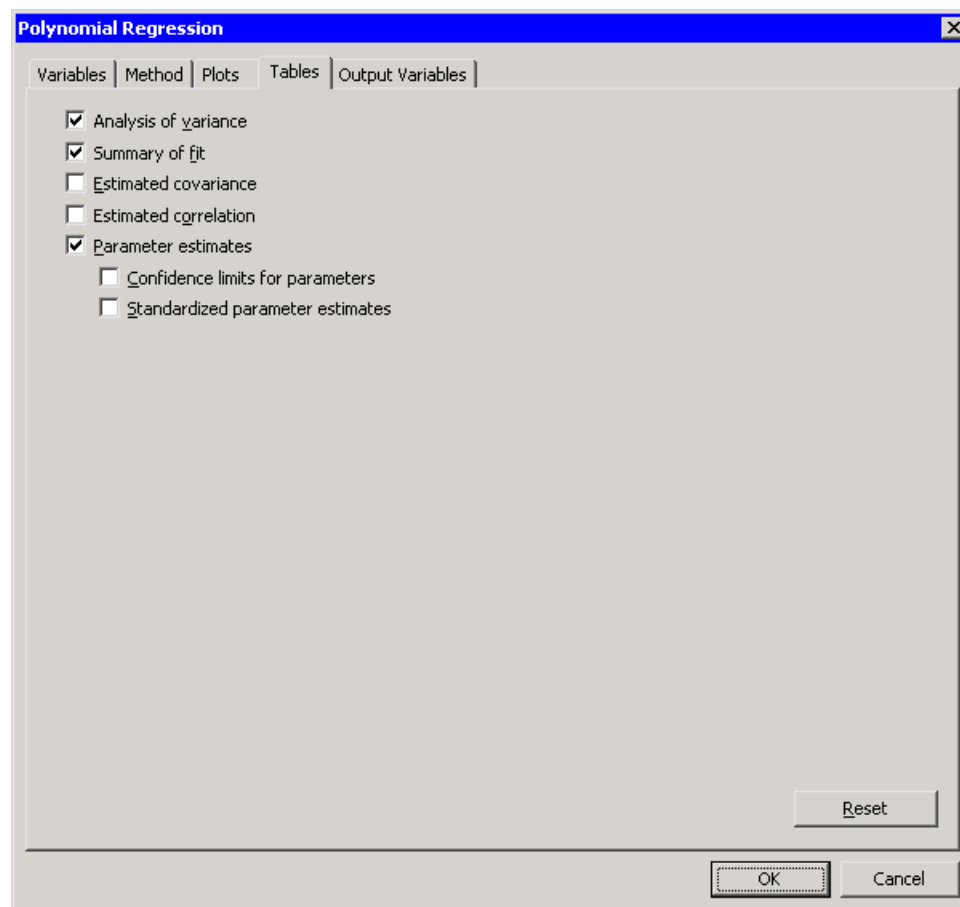 Polynomial Regression
Variables Method Plots Tables Output Variables
Analysis of variance
Summary of fit
Estimated covariance
Estimated correlation
Parameter estimates
Confidence limits for parameters
Standardized parameter estimates
Reset
OK Cancel